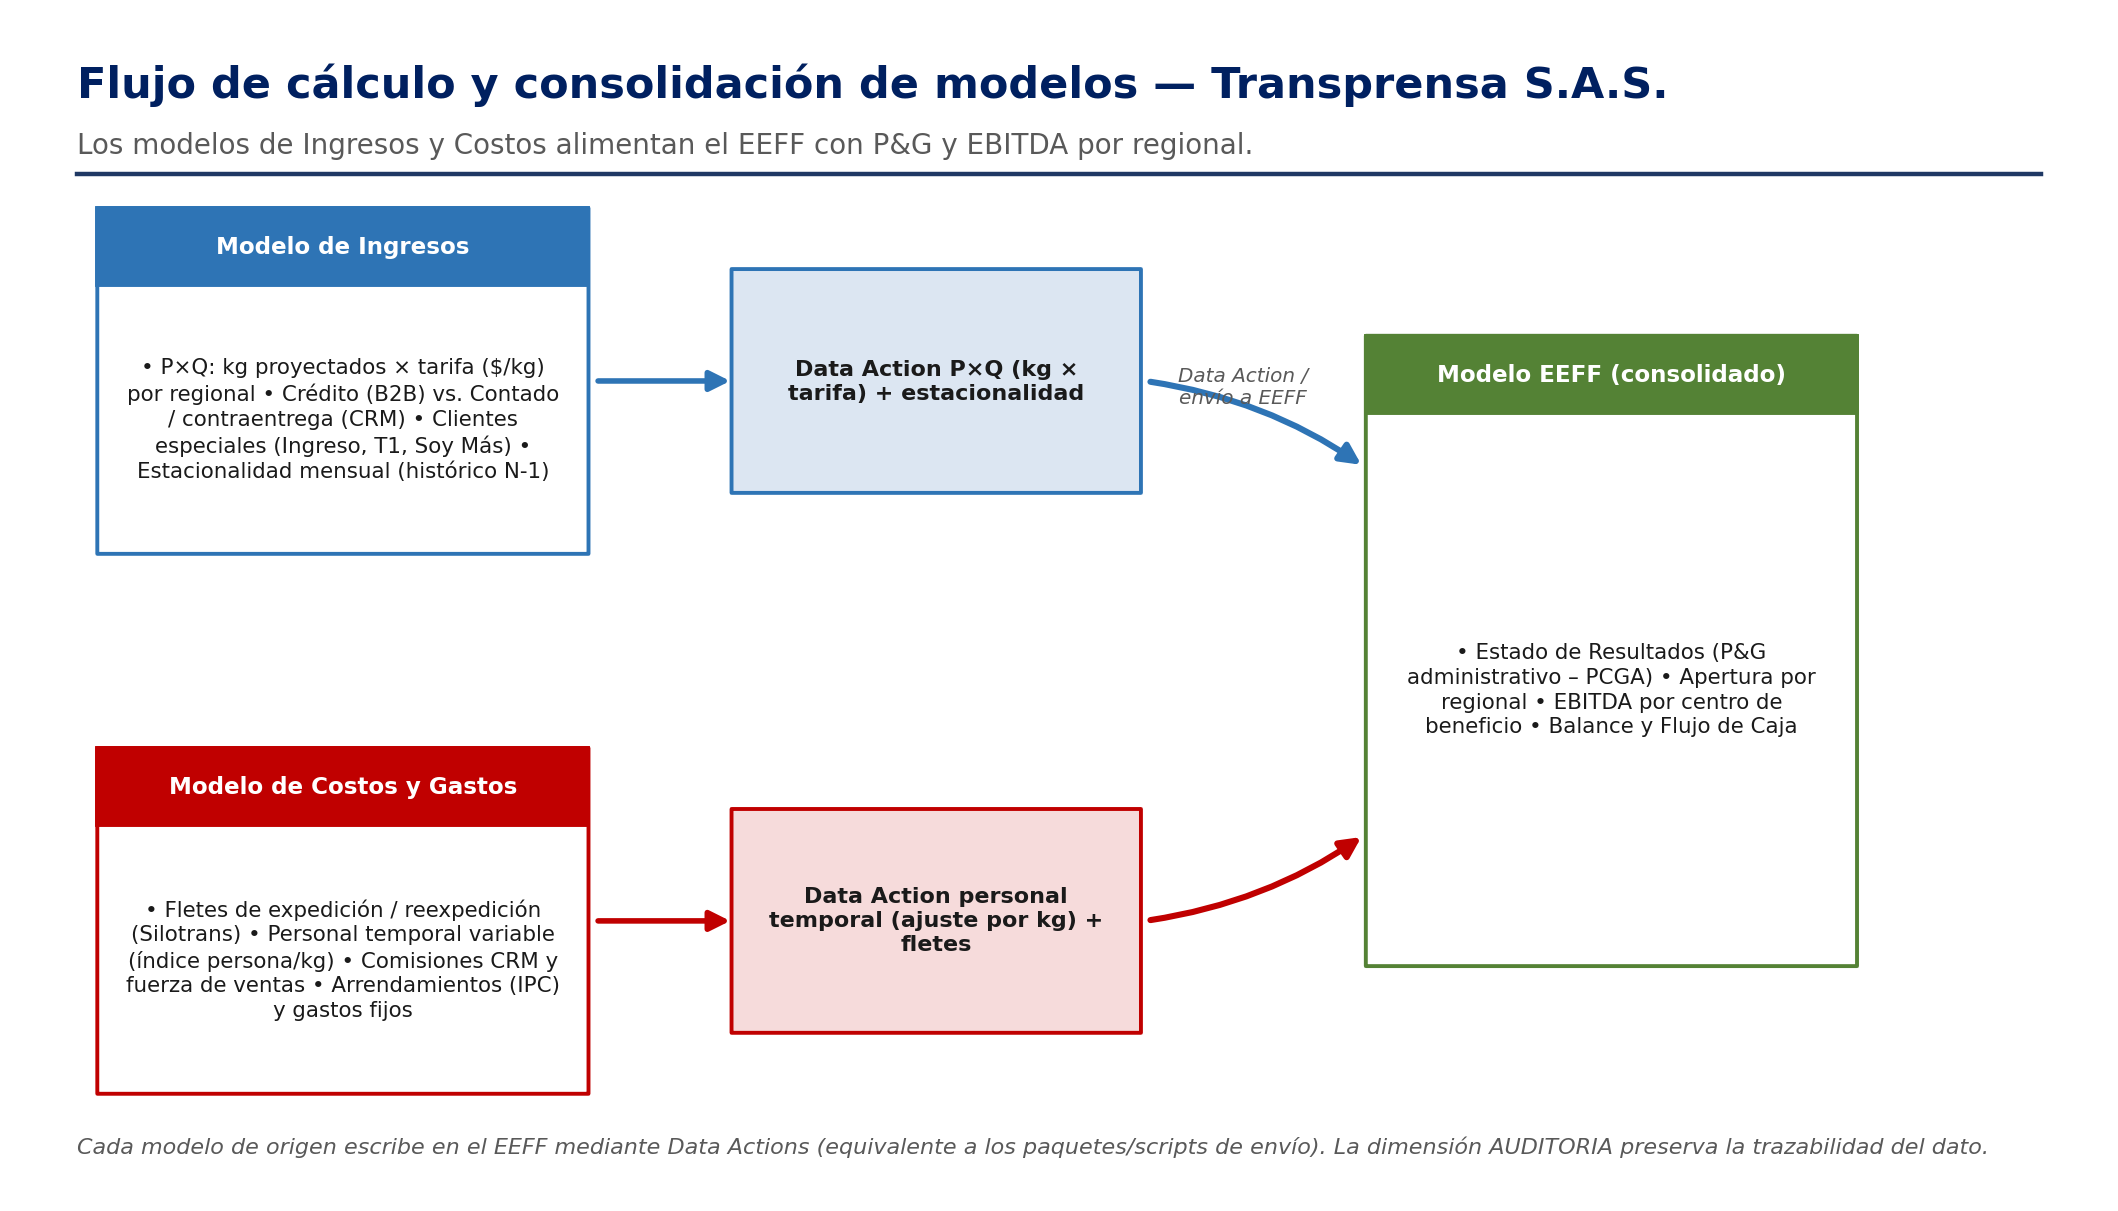 Flujo de cálculo y consolidación de modelos — Transprensa S.A.S.
Los modelos de Ingresos y Costos alimentan el EEFF con P&G y EBITDA por regional.
Modelo de Ingresos
• P×Q: kg proyectados × tarifa ($/kg)
por regional • Crédito (B2B) vs. Contado
/ contraentrega (CRM) • Clientes
especiales (Ingreso, T1, Soy Más) •
Estacionalidad mensual (histórico N-1)
Data Action P×Q (kg ×
tarifa) + estacionalidad
Data Action /
envío a EEFF
Modelo EEFF (consolidado)
• Estado de Resultados (P&G
administrativo – PCGA) • Apertura por
regional • EBITDA por centro de
beneficio • Balance y Flujo de Caja
Modelo de Costos y Gastos
• Fletes de expedición / reexpedición
(Silotrans) • Personal temporal variable
(índice persona/kg) • Comisiones CRM y
fuerza de ventas • Arrendamientos (IPC)
y gastos fijos
Data Action personal
temporal (ajuste por kg) +
fletes
Cada modelo de origen escribe en el EEFF mediante Data Actions (equivalente a los paquetes/scripts de envío). La dimensión AUDITORIA preserva la trazabilidad del dato.